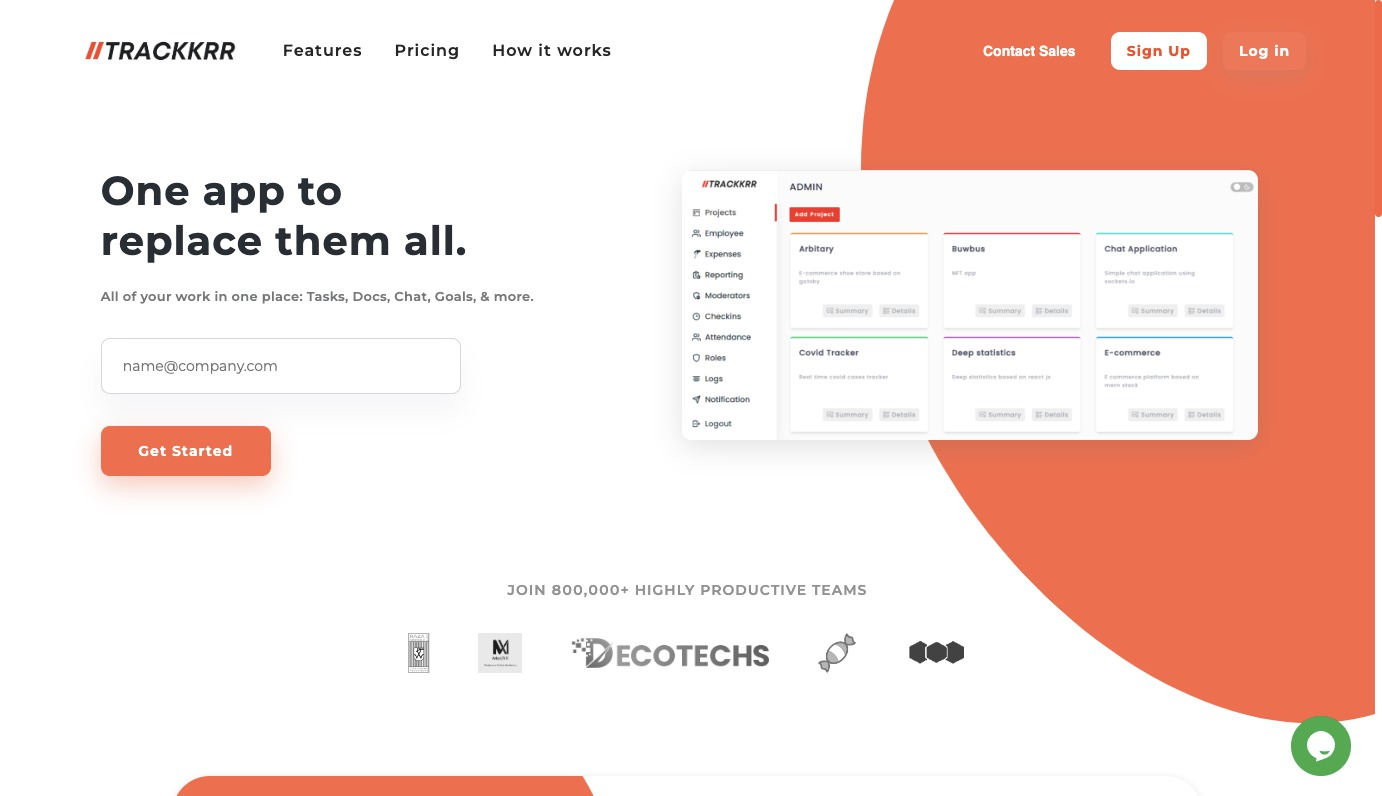 //TRACKKRR
Features
Pricing
How it works
Contact Sales
Sign Up
Log in
One app to
replace them all.
All of your work in one place: Tasks, Docs, Chat, Goals, & more.
name@company.com
Get Started
//TRACKKRR
Projects
Employee
Expenses
Reporting
Moderators
Checkins
Attendance
Roles
Logs
Notification
Logout
ADMIN
Add Project
Arbitary
E-commerce shoe store based on
gatsby
Summary
Details
Buwbus
NFT app
Summary
Details
Chat Application
Simple chat application using
sockets.io
Summary
Details
Covid Tracker
Real time covid cases tracker
Summary
Details
Deep statistics
Deep statistics based on react js
Summary
Details
E-commerce
E commerce platform based on
mern stack
Summary
Details
JOIN 800,000+ HIGHLY PRODUCTIVE TEAMS
DECOTECHS